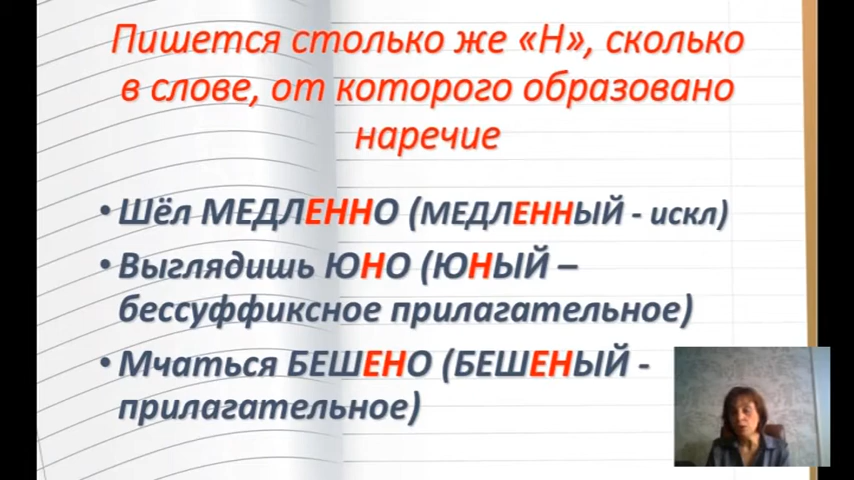 Пишется столько же «Н», сколько
в слове, от которого образовано
наречие
• Шёл МЕДЛЕННО (МЕДЛЕННЫЙ - искл)
• Выглядишь ЮНО (ЮНЫЙ –
бессуффиксное прилагательное)
• Мчаться БЕШЕНО (БЕШЕНЫЙ -
прилагательное)